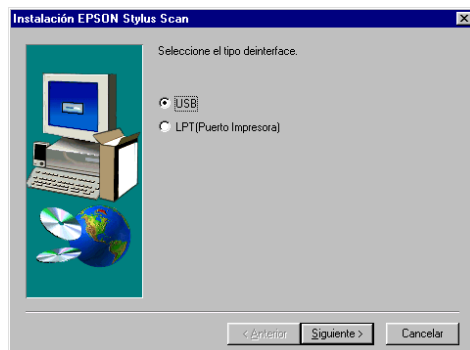 Instalación EPSON Stylus Scan
Seleccione el tipo deinterface.
USB
LPT(Puerto Impresora)
< Anterior
Siguiente >
Cancelar